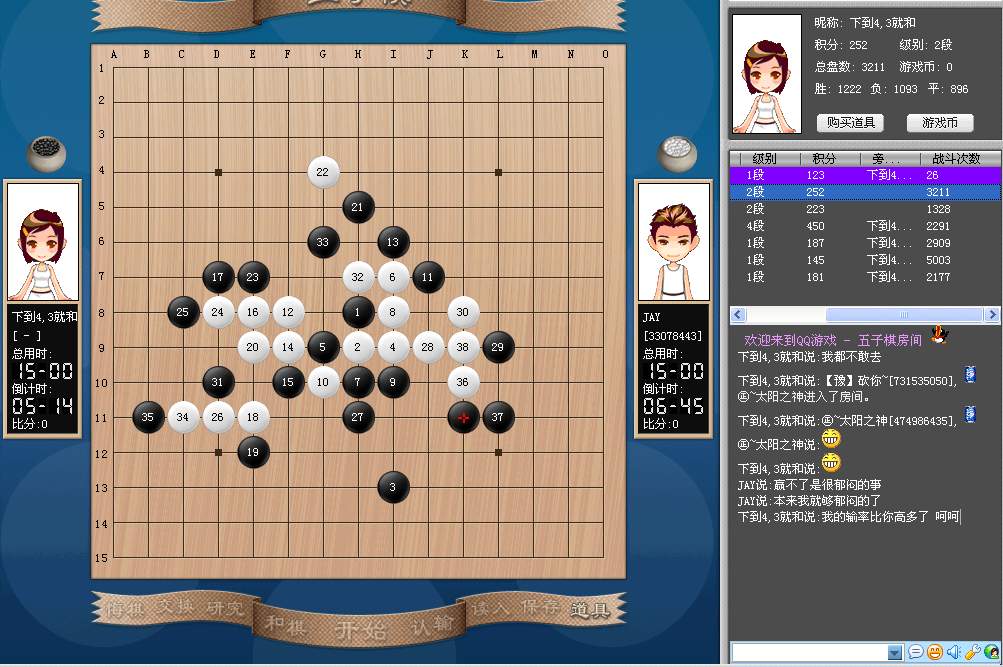 A B C D E F G H I J K L M N O
1
2
3
4 22
5 21
6 33 13
7 17 23 32 6 11
8 25 24 16 12 1 8 30
9 20 14 5 2 4 28 38 29
10 31 15 10 7 9 36
11 35 34 26 18 27 37
12 19
13 3
14
15
下到4,3就和
[ - ]
总用时:
15-00
倒计时:
05-14
比分:0
JAY
[33078443]
总用时:
15-00
倒计时:
06-45
比分:0
悔棋 交换 研究 和棋 开始 认输 读入 保存 道具
昵称: 下到4,3就和
积分: 252 级别: 2段
总盘数: 3211 游戏币: 0
胜: 1222 负: 1093 平: 896
购买道具 游戏币
级别 积分 旁... 战斗次数
1段 123 下到4... 26
2段 252 3211
2段 223 1328
4段 450 下到4... 2291
1段 187 下到4... 2909
1段 145 下到4... 5003
1段 181 下到4... 2177
欢迎来到QQ游戏 - 五子棋房间
下到4,3就和说:我都不敢去
下到4,3就和说:【豫】砍你~[731535050],
~太阳之神进入了房间。
下到4,3就和说:~太阳之神[474986435],
~太阳之神说:
下到4,3就和说:
JAY说:赢不了是很郁闷的事
JAY说:本来我就够郁闷的了
下到4,3就和说:我的输率比你高多了 呵呵